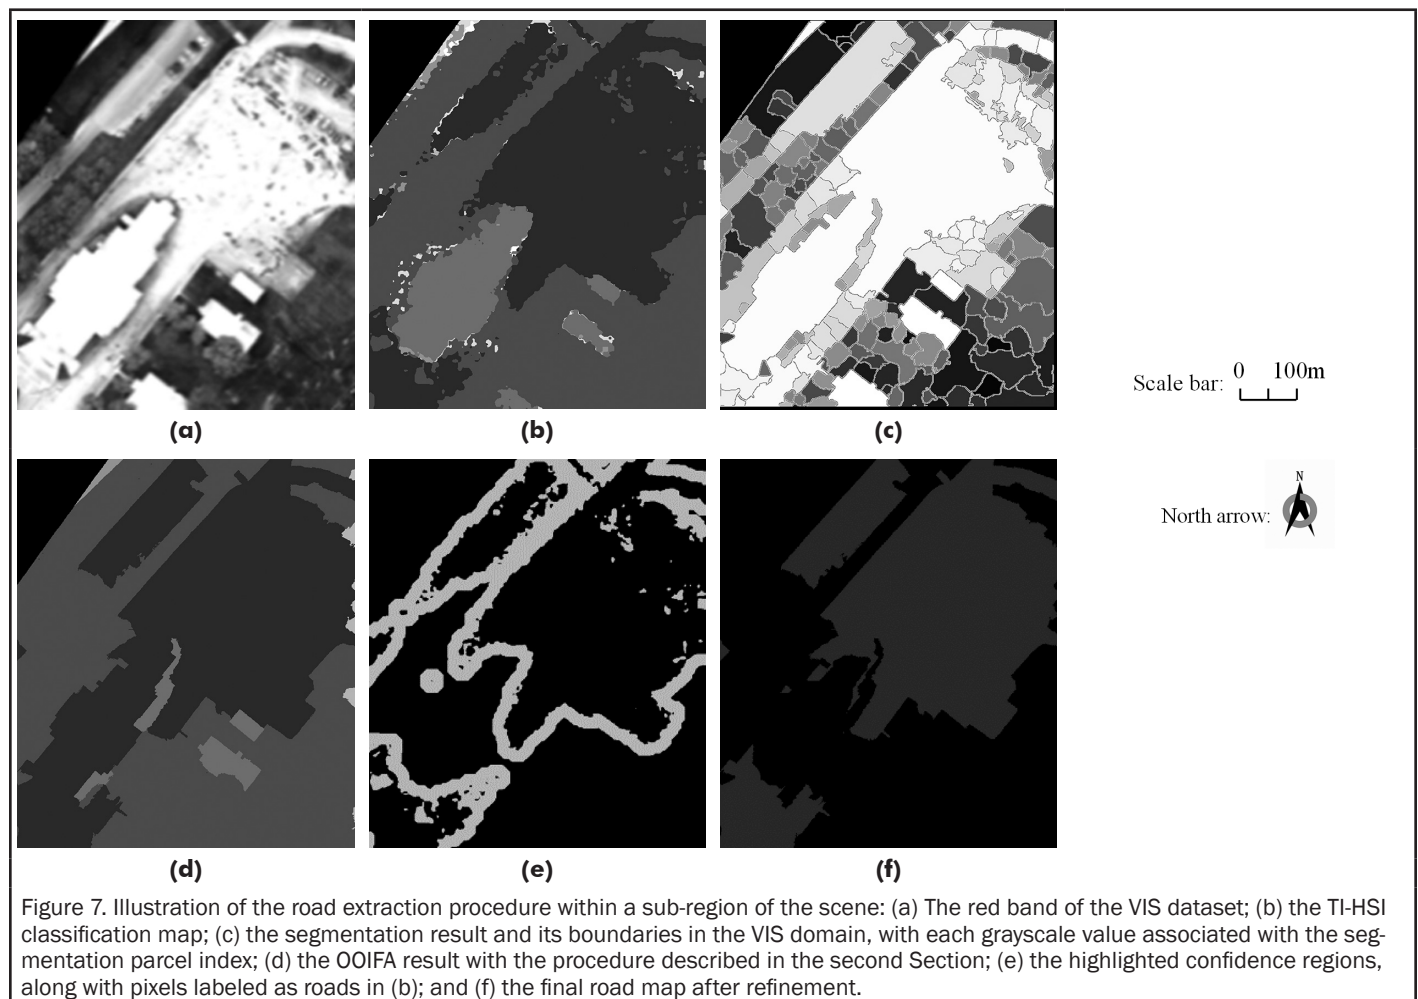 (a)
(b)
(c)
Scale bar:
0
100m
N
North arrow:
(d)
(e)
(f)
Figure 7. Illustration of the road extraction procedure within a sub-region of the scene: (a) The red band of the VIS dataset; (b) the TI-HSI
classification map; (c) the segmentation result and its boundaries in the VIS domain, with each grayscale value associated with the seg-
mentation parcel index; (d) the OOIFA result with the procedure described in the second Section; (e) the highlighted confidence regions,
along with pixels labeled as roads in (b); and (f) the final road map after refinement.